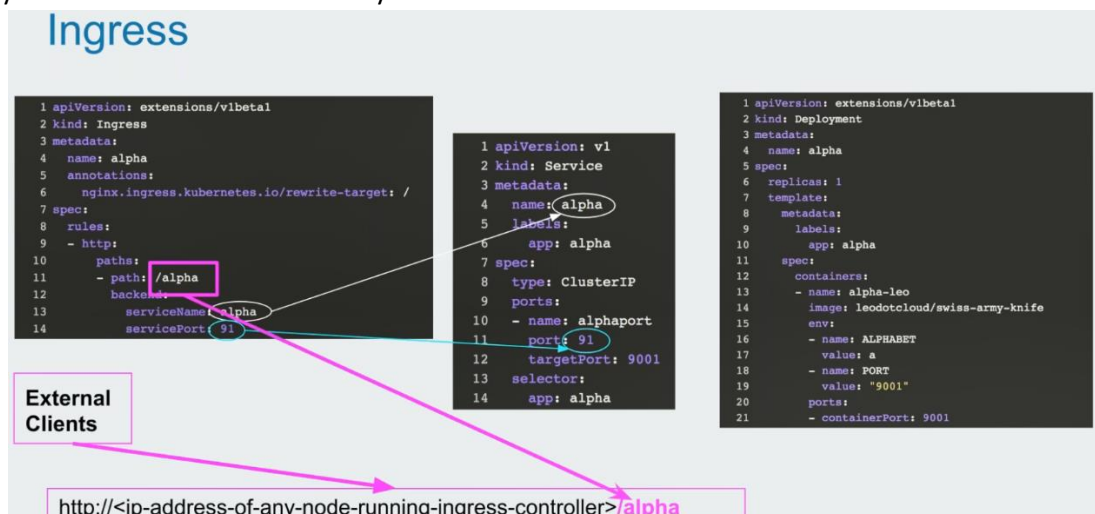 Ingress
1 apiVersion: extensions/v1beta1
2 kind: Ingress
3 metadata:
4   name: alpha
5   annotations:
6     nginx.ingress.kubernetes.io/rewrite-target: /
7 spec:
8   rules:
9   - http:
10       paths:
11       - path: /alpha
12         backend:
13           serviceName: alpha
14           servicePort: 91
1 apiVersion: v1
2 kind: Service
3 metadata:
4   name: alpha
5   labels:
6     app: alpha
7 spec:
8   type: ClusterIP
9   ports:
10   - name: alphaport
11     port: 91
12     targetPort: 9001
13   selector:
14     app: alpha
1 apiVersion: extensions/v1beta1
2 kind: Deployment
3 metadata:
4   name: alpha
5 spec:
6   replicas: 1
7   template:
8     metadata:
9       labels:
10         app: alpha
11     spec:
12       containers:
13       - name: alpha-leo
14         image: leodotcloud/swiss-army-knife
15         env:
16         - name: ALPHABET
17           value: a
18         - name: PORT
19           value: "9001"
20         ports:
21         - containerPort: 9001
External
Clients
http://<ip-address-of-any-node-running-ingress-controller>/alpha